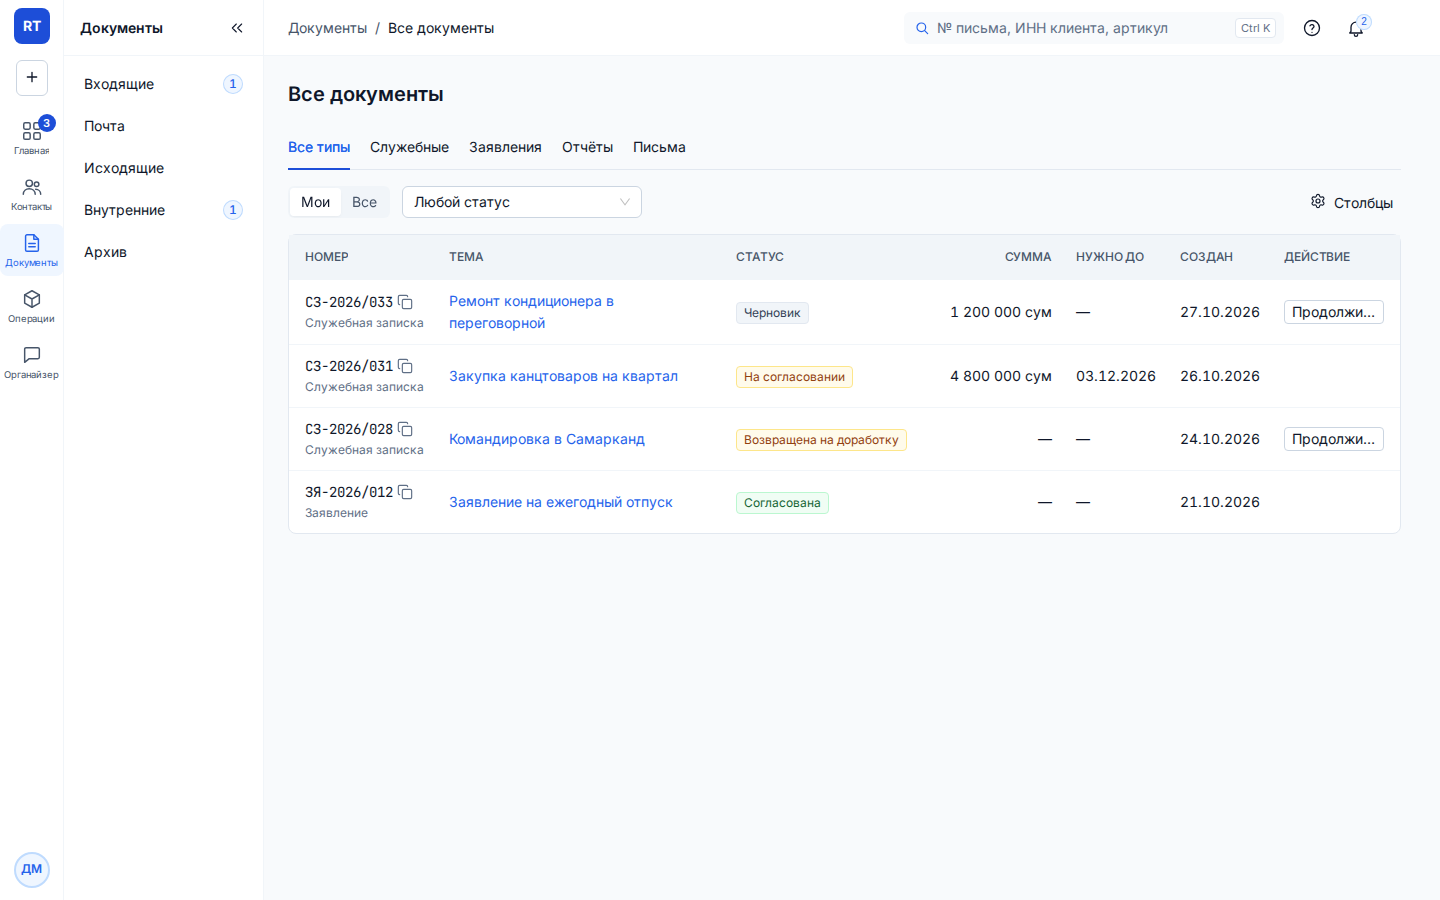 RT
Документы
Документы / Все документы
№ письма, ИНН клиента, артикул
Ctrl K
2
+
3
Главная
Контакты
Документы
Операции
Органайзер
ДМ
Входящие 1
Почта
Исходящие
Внутренние 1
Архив
Все документы
Все типы Служебные Заявления Отчёты Письма
Мои Все Любой статус Столбцы
НОМЕР ТЕМА СТАТУС СУММА НУЖНО ДО СОЗДАН ДЕЙСТВИЕ
СЗ-2026/033
Служебная записка
Ремонт кондиционера в
переговорной
Черновик 1 200 000 сум — 27.10.2026 Продолжи...
СЗ-2026/031
Служебная записка
Закупка канцтоваров на квартал На согласовании 4 800 000 сум 03.12.2026 26.10.2026
СЗ-2026/028
Служебная записка
Командировка в Самарканд Возвращена на доработку — — 24.10.2026 Продолжи...
ЗЯ-2026/012
Заявление
Заявление на ежегодный отпуск Согласована — — 21.10.2026